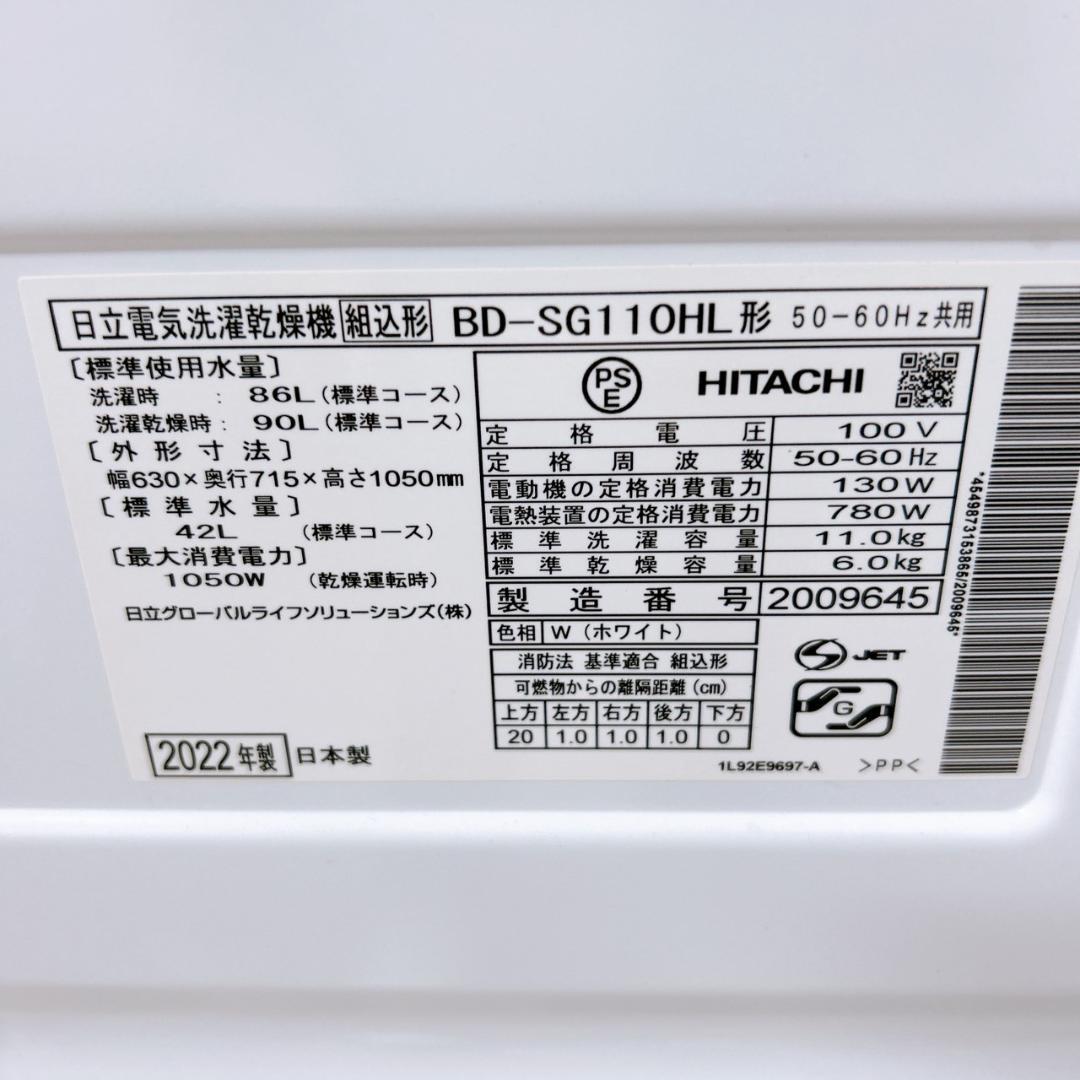 日立電気洗濯乾燥機 組込形 BD-SG110HL形 50-60Hz共用
〔標準使用水量〕
洗濯時 : 86L(標準コース)
洗濯乾燥時: 90L(標準コース)
〔外形寸法〕
幅630×奥行715×高さ1050mm
〔標準水量〕
42L (標準コース)
〔最大消費電力〕
1050W (乾燥運転時)
日立グローバルライフソリューションズ(株)
2022年製 日本製
PSE HITACHI
定格電圧 100V
定格周波数 50-60Hz
電動機の定格消費電力 130W
電熱装置の定格消費電力 780W
標準洗濯容量 11.0kg
標準乾燥容量 6.0kg
製造番号 2009645
色相 W(ホワイト)
消防法 基準適合 組込形
可燃物からの離隔距離(cm)
上方 左方 右方 後方 下方
20 1.0 1.0 1.0 0
S JET
G
1L92E9697-A >PP<
*4549873153865/2009645*